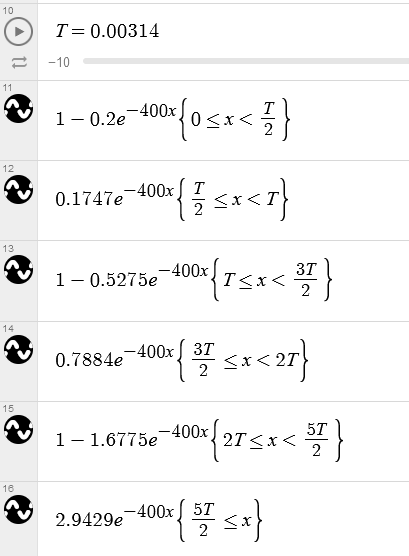 10
T = 0.00314
−10
11
1 − 0.2e^{−400x} {0 ≤ x < T/2}
12
0.1747e^{−400x} {T/2 ≤ x < T}
13
1 − 0.5275e^{−400x} {T ≤ x < 3T/2}
14
0.7884e^{−400x} {3T/2 ≤ x < 2T}
15
1 − 1.6775e^{−400x} {2T ≤ x < 5T/2}
16
2.9429e^{−400x} {5T/2 ≤ x}